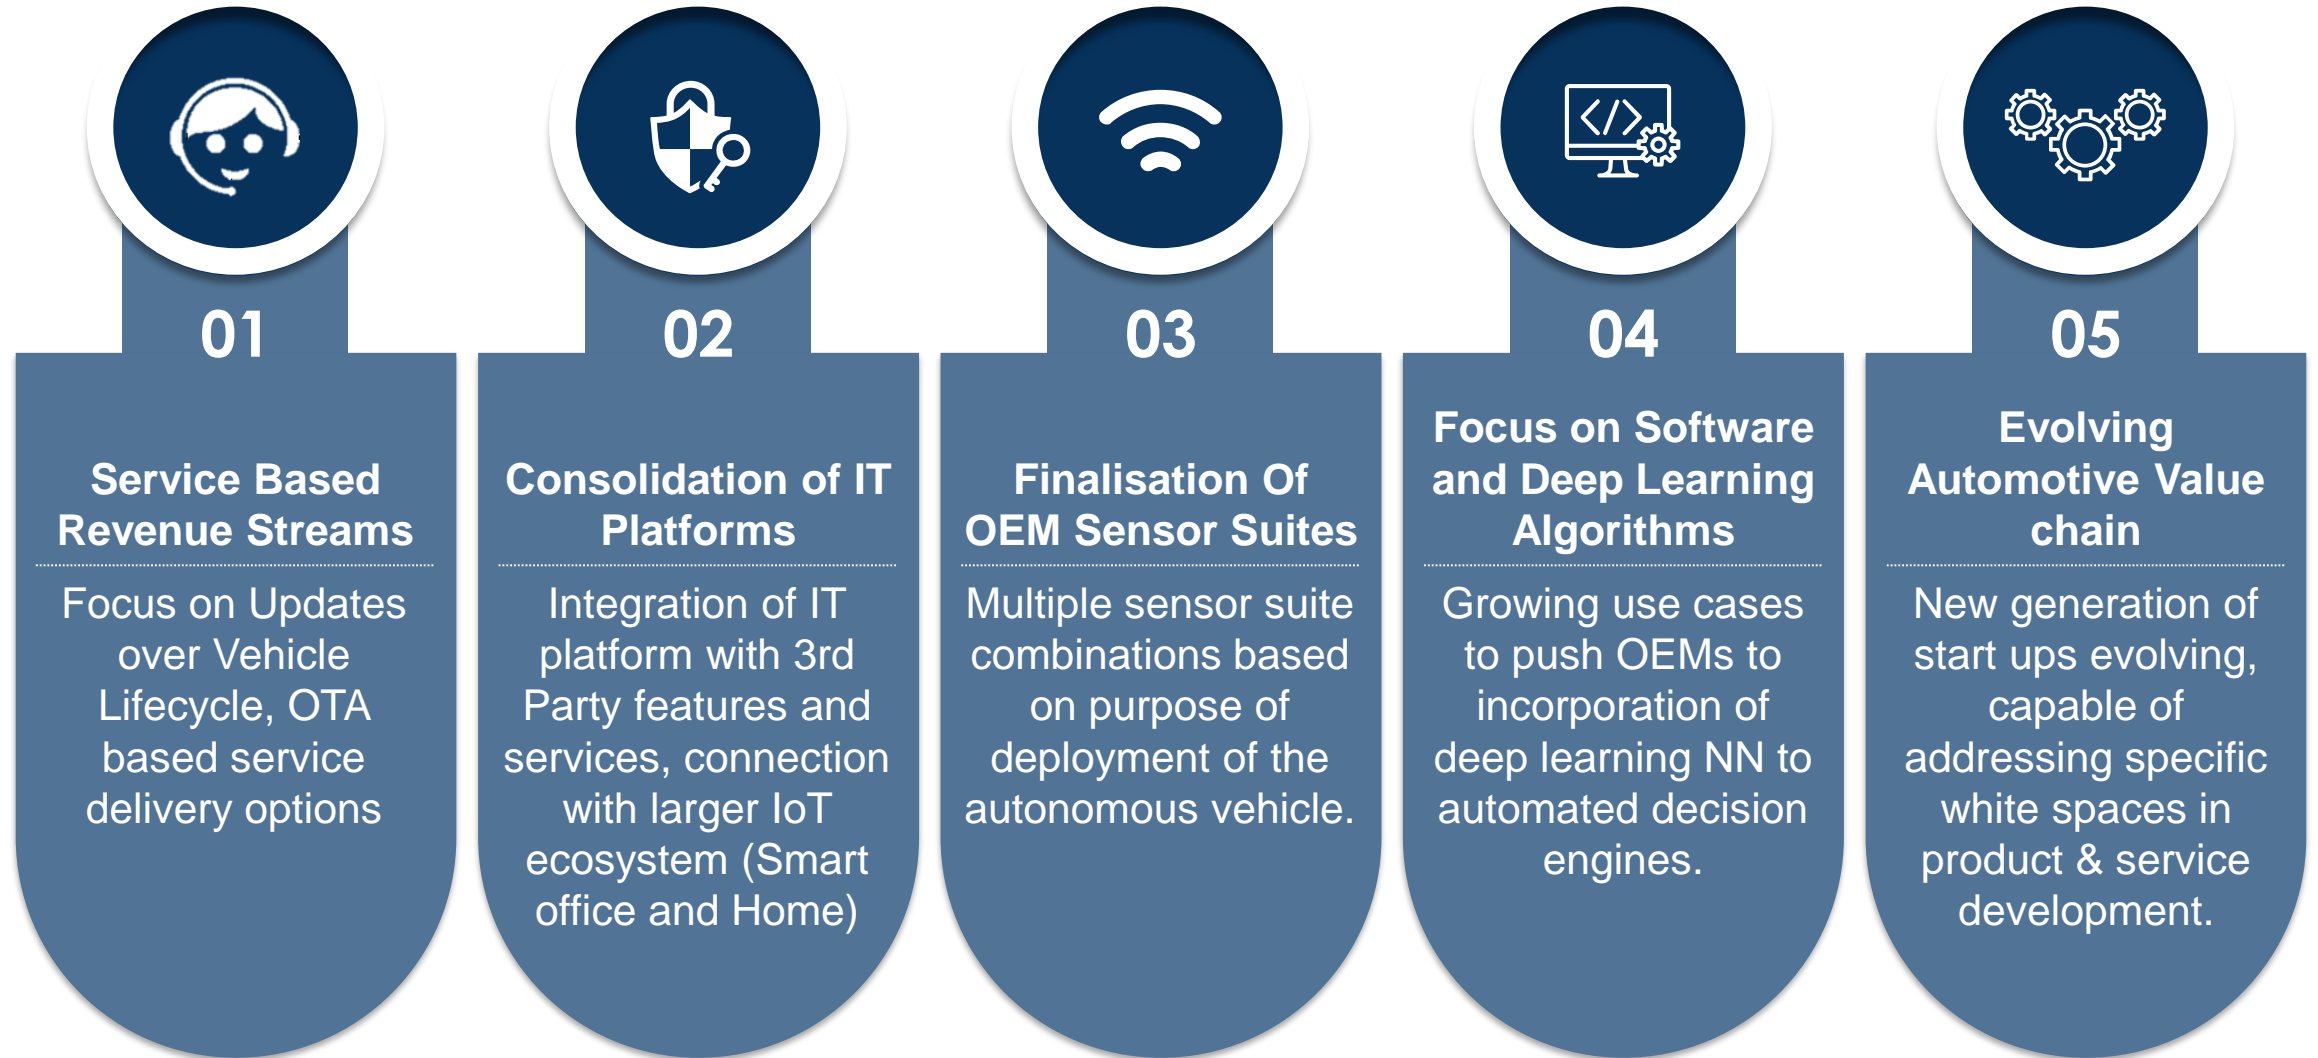 01
Service Based
Revenue Streams
Focus on Updates
over Vehicle
Lifecycle, OTA
based service
delivery options
02
Consolidation of IT
Platforms
Integration of IT
platform with 3rd
Party features and
services, connection
with larger IoT
ecosystem (Smart
office and Home)
03
Finalisation Of
OEM Sensor Suites
Multiple sensor suite
combinations based
on purpose of
deployment of the
autonomous vehicle.
04
Focus on Software
and Deep Learning
Algorithms
Growing use cases
to push OEMs to
incorporation of
deep learning NN to
automated decision
engines.
05
Evolving
Automotive Value
chain
New generation of
start ups evolving,
capable of
addressing specific
white spaces in
product & service
development.